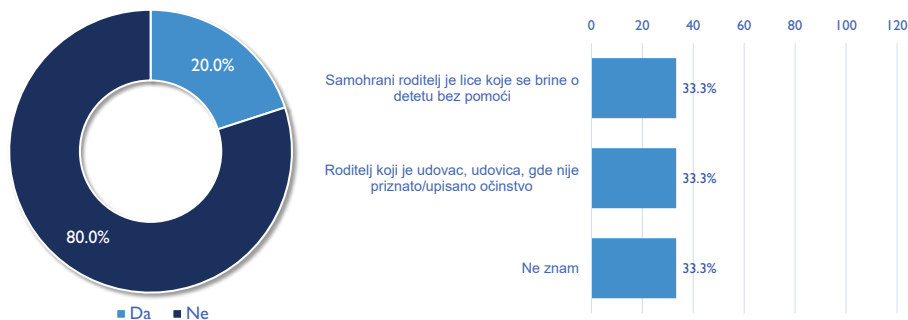 20.0%
80.0%
Da Ne
0 20 40 60 80 100 120
Samohrani roditelj je lice koje se brine o
detetu bez pomoći
33.3%
Roditelj koji je udovac, udovica, gde nije
priznato/upisano očinstvo
33.3%
Ne znam
33.3%